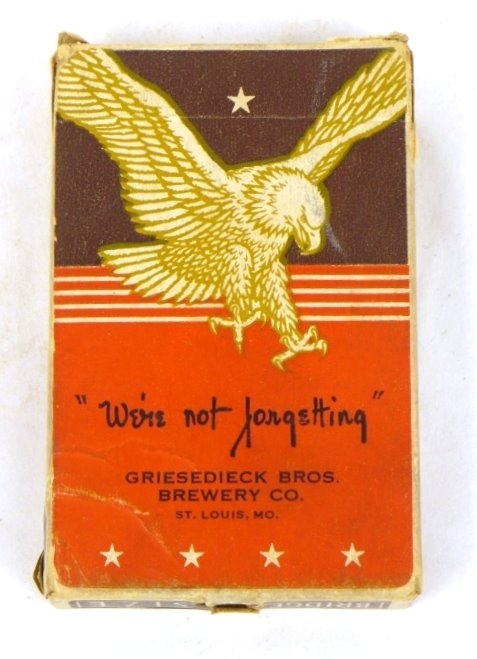 "We're not forgetting"
GRIESEDIECK BROS.
BREWERY CO.
ST. LOUIS, MO.